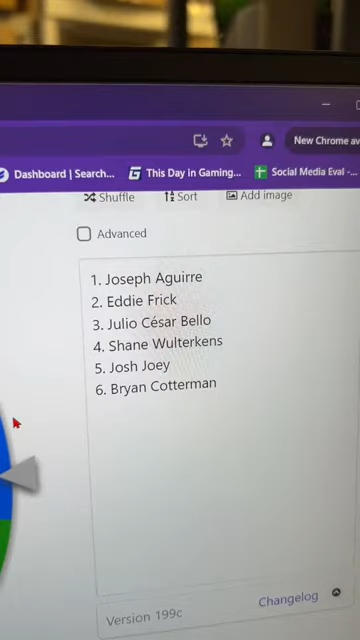 New Chrome av
Dashboard | Search...
This Day in Gaming...
Social Media Eval -...
Shuffle
Sort
Add image
Advanced
1. Joseph Aguirre
2. Eddie Frick
3. Julio César Bello
4. Shane Wulterkens
5. Josh Joey
6. Bryan Cotterman
Changelog
Version 199c